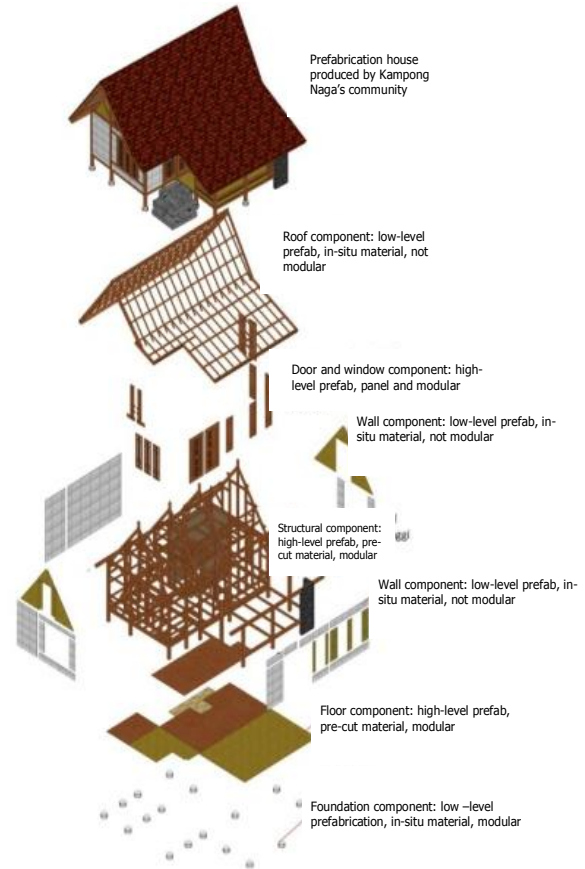 Prefabrication house
produced by Kampong
Naga's community
Roof component: low-level
prefab, in-situ material, not
modular
Door and window component: high-
level prefab, panel and modular
Wall component: low-level prefab, in-
situ material, not modular
Structural component:
high-level prefab, pre-
cut material, modular
Wall component: low-level prefab, in-
situ material, not modular
Floor component: high-level prefab,
pre-cut material, modular
Foundation component: low –level
prefabrication, in-situ material, modular